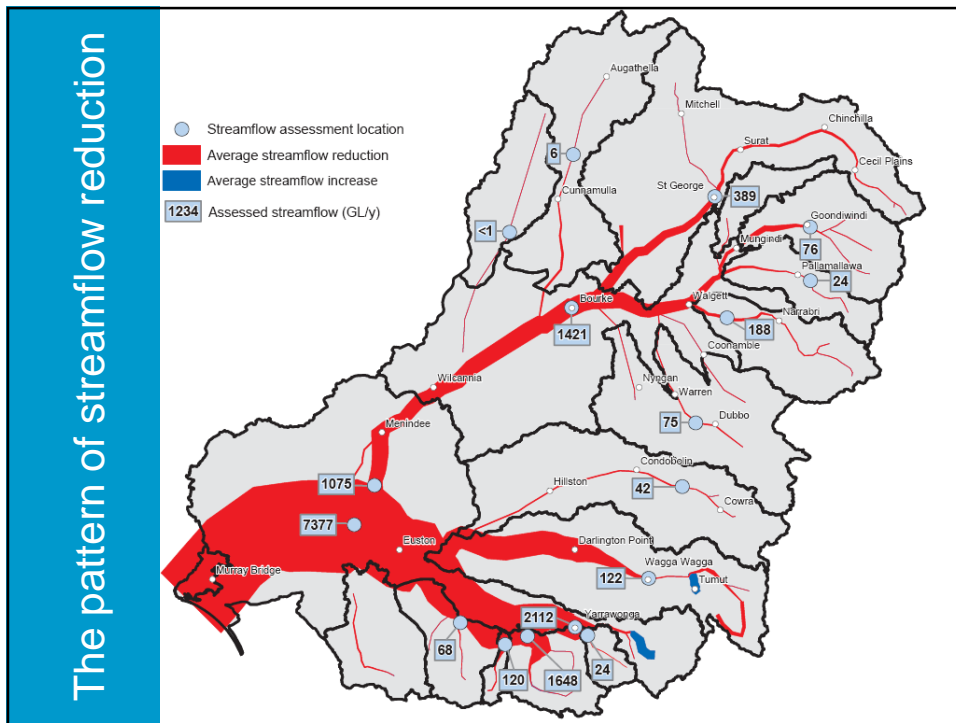 The pattern of streamflow reduction
Streamflow assessment location
Average streamflow reduction
Average streamflow increase
1234 Assessed streamflow (GL/y)
Augathella
Mitchell
Chinchilla
Surat
Cecil Plains
6
Cunnamulla
St George
389
<1
Goondiwindi
Mungindi
76
Pallamallawa
24
Walgett
Bourke
Narrabri
188
1421
Coonamble
Wilcannia
Nyngan
Warren
Menindee
75
Dubbo
Condobolin
1075
Hillston
42
Cowra
7377
Euston
Darlington Point
Wagga Wagga
122
Tumut
Murray Bridge
2112
Yarrawonga
68
120
1648
24